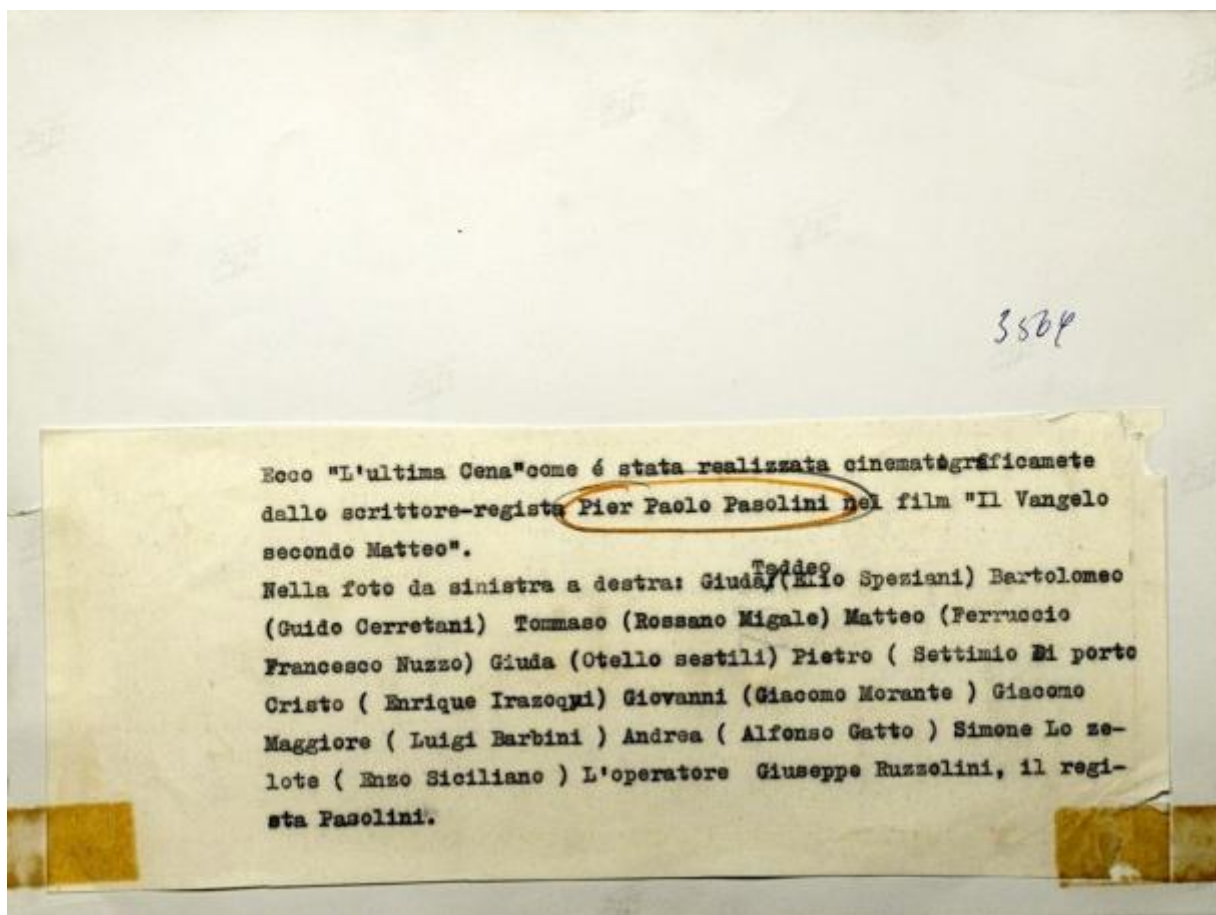 3564
Ecco "L'ultima Cena"come é stata realizzata cinematograficamete
dallo scrittore-regista Pier Paolo Pasolini nel film "Il Vangelo
secondo Matteo".
Nella foto da sinistra a destra: Giuda Taddeo (Elio Speziani) Bartolomeo
(Guido Cerretani) Tommaso (Rossano Migale) Matteo (Ferruccio
Francesco Nuzzo) Giuda (Otello sestili) Pietro ( Settimio Di porto
Cristo ( Enrique Irazoqui) Giovanni (Giacomo Morante ) Giacomo
Maggiore ( Luigi Barbini ) Andrea ( Alfonso Gatto ) Simone Lo ze-
lote ( Enzo Siciliano ) L'operatore Giuseppe Ruzzolini, il regi-
sta Pasolini.